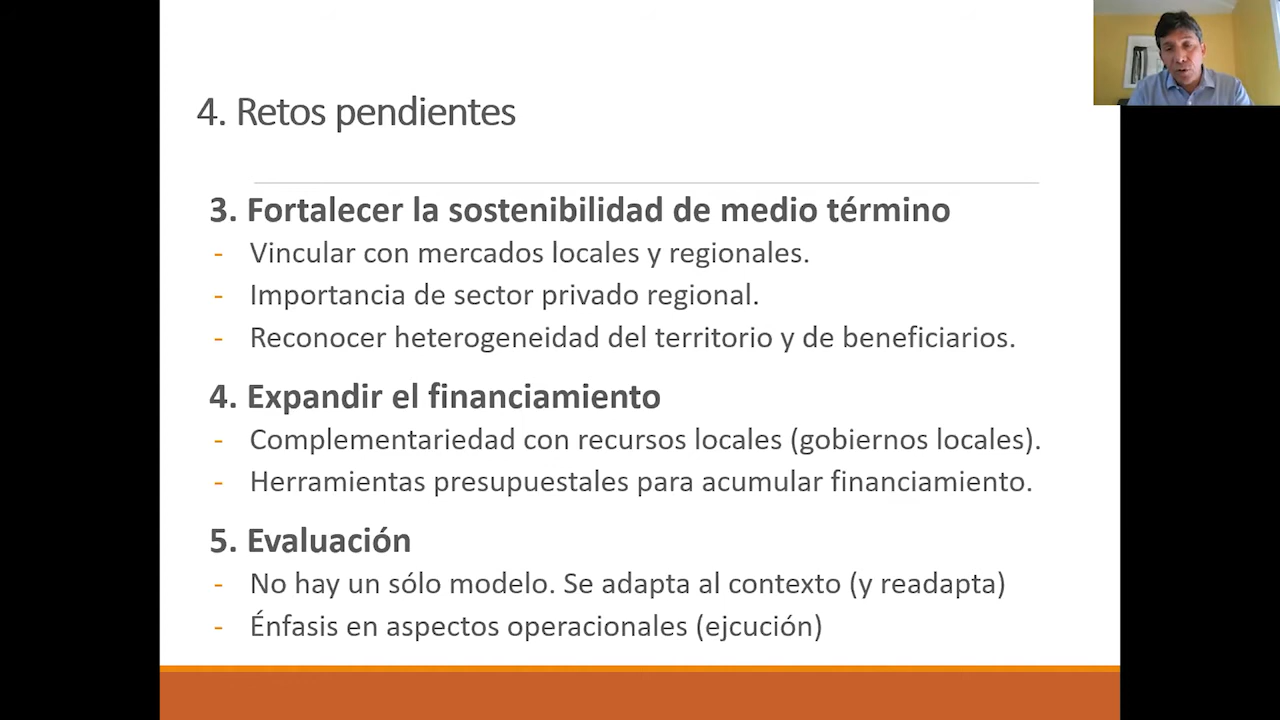 4. Retos pendientes
3. Fortalecer la sostenibilidad de medio término
- Vincular con mercados locales y regionales.
- Importancia de sector privado regional.
- Reconocer heterogeneidad del territorio y de beneficiarios.
4. Expandir el financiamiento
- Complementariedad con recursos locales (gobiernos locales).
- Herramientas presupuestales para acumular financiamiento.
5. Evaluación
- No hay un sólo modelo. Se adapta al contexto (y readapta)
- Énfasis en aspectos operacionales (ejcución)